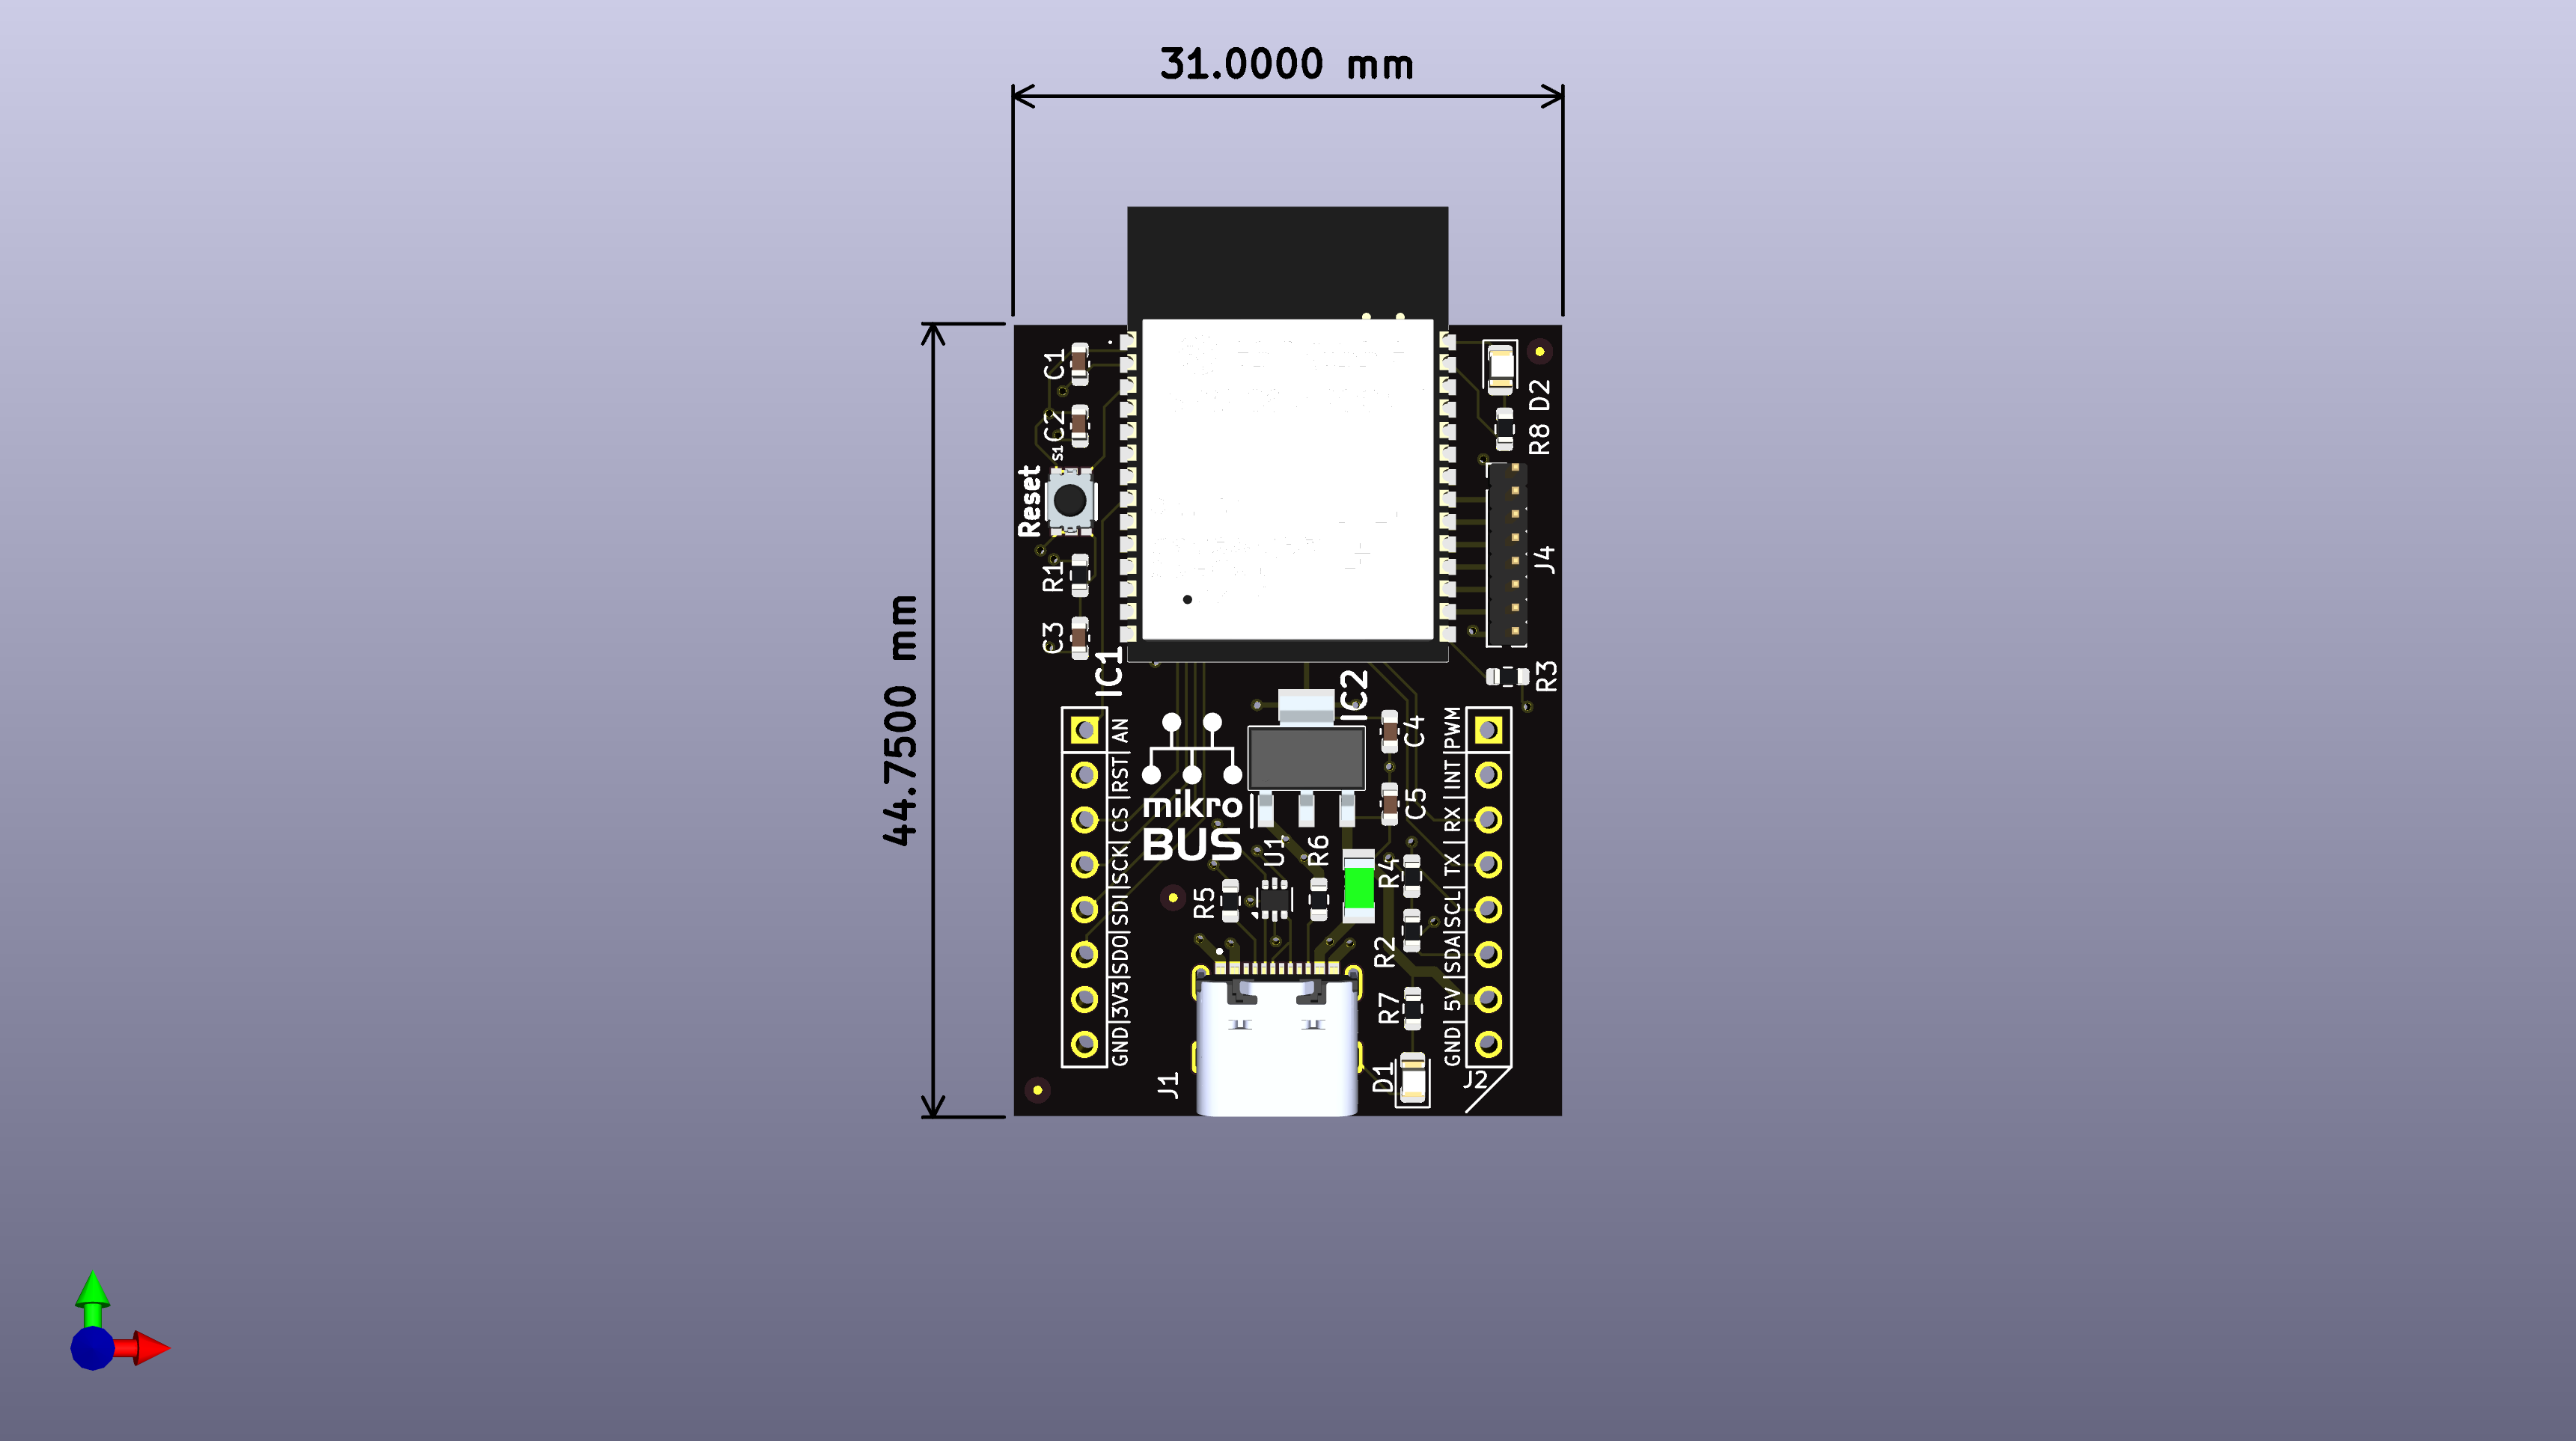 31.0000 mm
44.7500 mm
C1
C2
S1
Reset
R1
C3
IC1
D2
R8
J4
R3
IC2
C4
C5
mikro
BUS
U1
R6
R5
R4
R2
R7
D1
J1
J2
AN
RST
CS
SCK
SDI
SDO
3V3
GND
PWM
INT
RX
TX
SCL
SDA
5V
GND